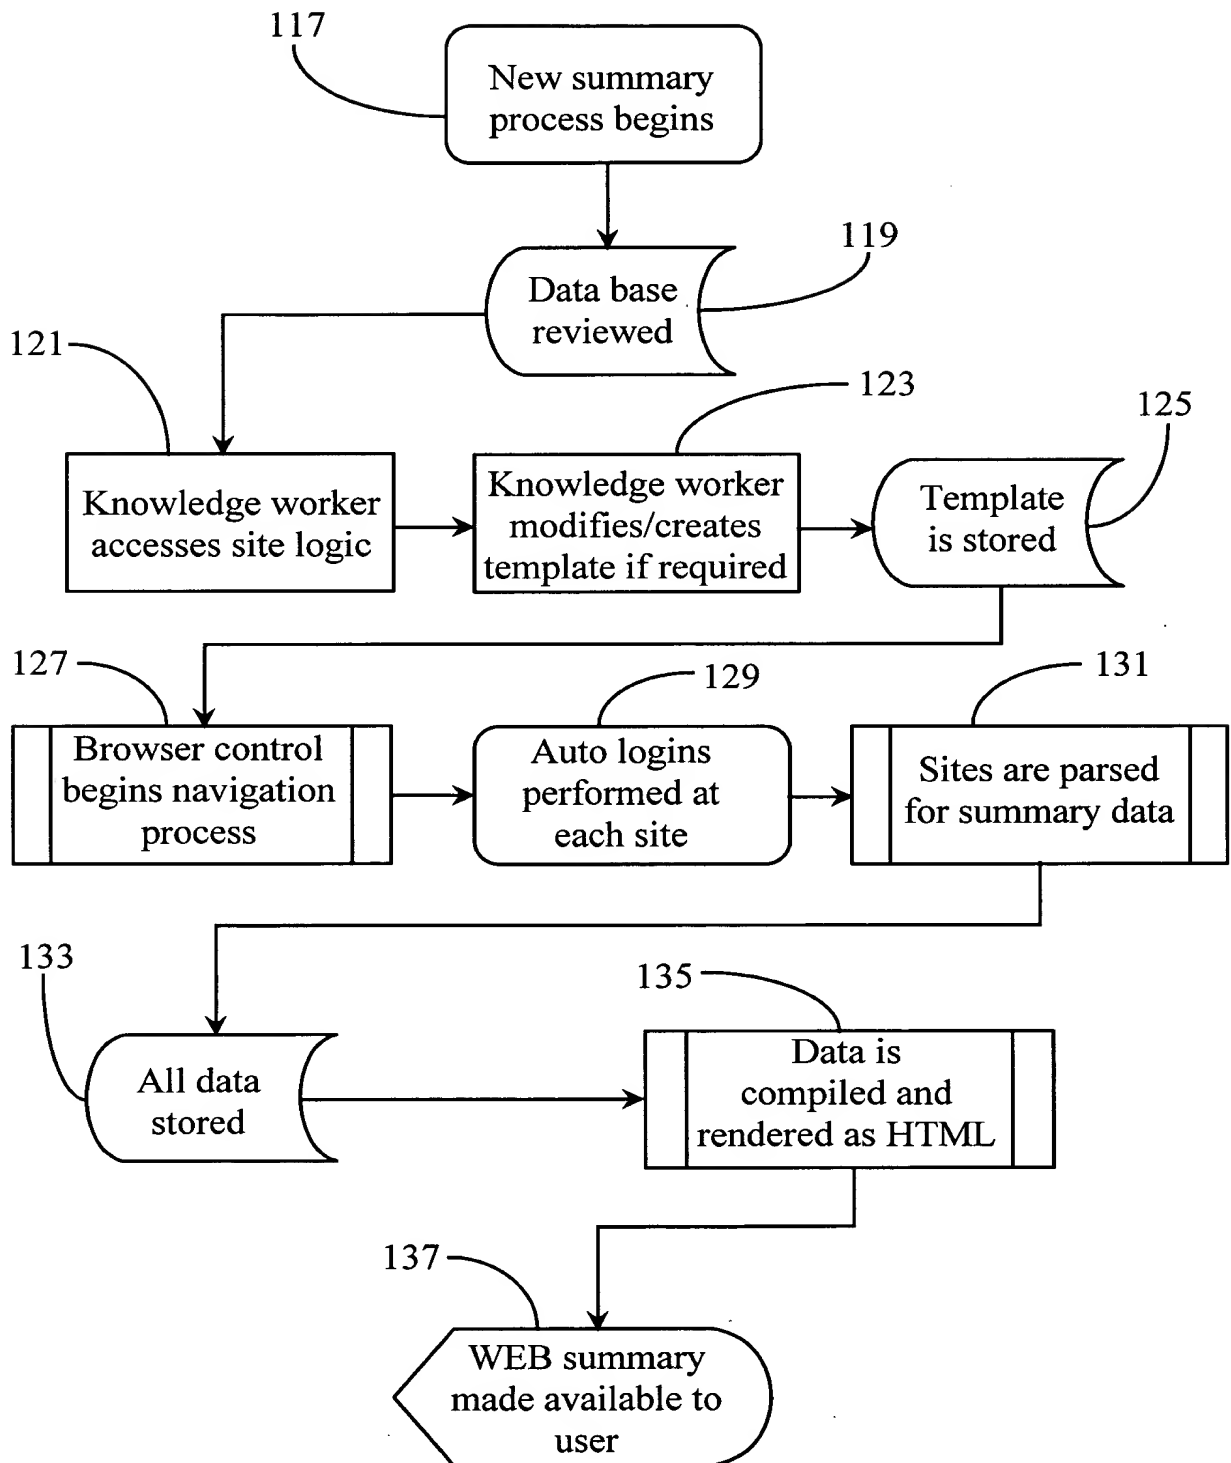 117
New summary
process begins
119
Data base
reviewed
121
123
125
Knowledge worker
accesses site logic
Knowledge worker
modifies/creates
template if required
Template
is stored
127
129
131
Browser control
begins navigation
process
Auto logins
performed at
each site
Sites are parsed
for summary data
133
135
All data
stored
Data is
compiled and
rendered as HTML
137
WEB summary
made available to
user